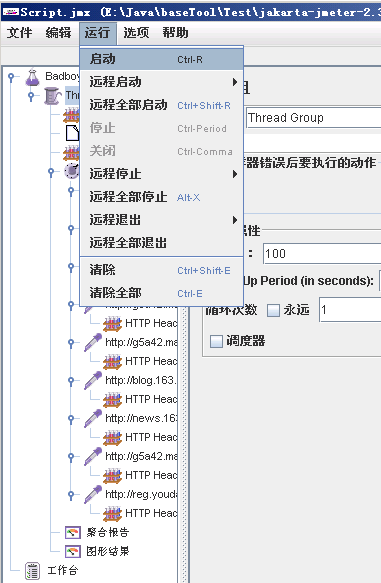 Script.jmx (E:\Java\baseTool\Test\jakarta-jmeter-2.3
文件 编辑 运行 选项 帮助
启动 Ctrl-R
远程启动
远程全部启动 Ctrl+Shift-R
停止 Ctrl-Period
关闭 Ctrl-Comma
远程停止
远程全部停止 Alt-X
远程退出
远程全部退出
清除 Ctrl+Shift-E
清除全部 Ctrl-E
Badboy
Thr
组
Thread Group
器错误后要执行的动作
属性
: 100
Up Period (in seconds):
循环次数 永远 1
调度器
HTTP Heac
http://g5a42.ma
HTTP Heac
http://blog.163.
HTTP Heac
http://news.163
HTTP Heac
http://g5a42.ma
HTTP Heac
http://reg.youda
HTTP Heac
聚合报告
图形结果
工作台